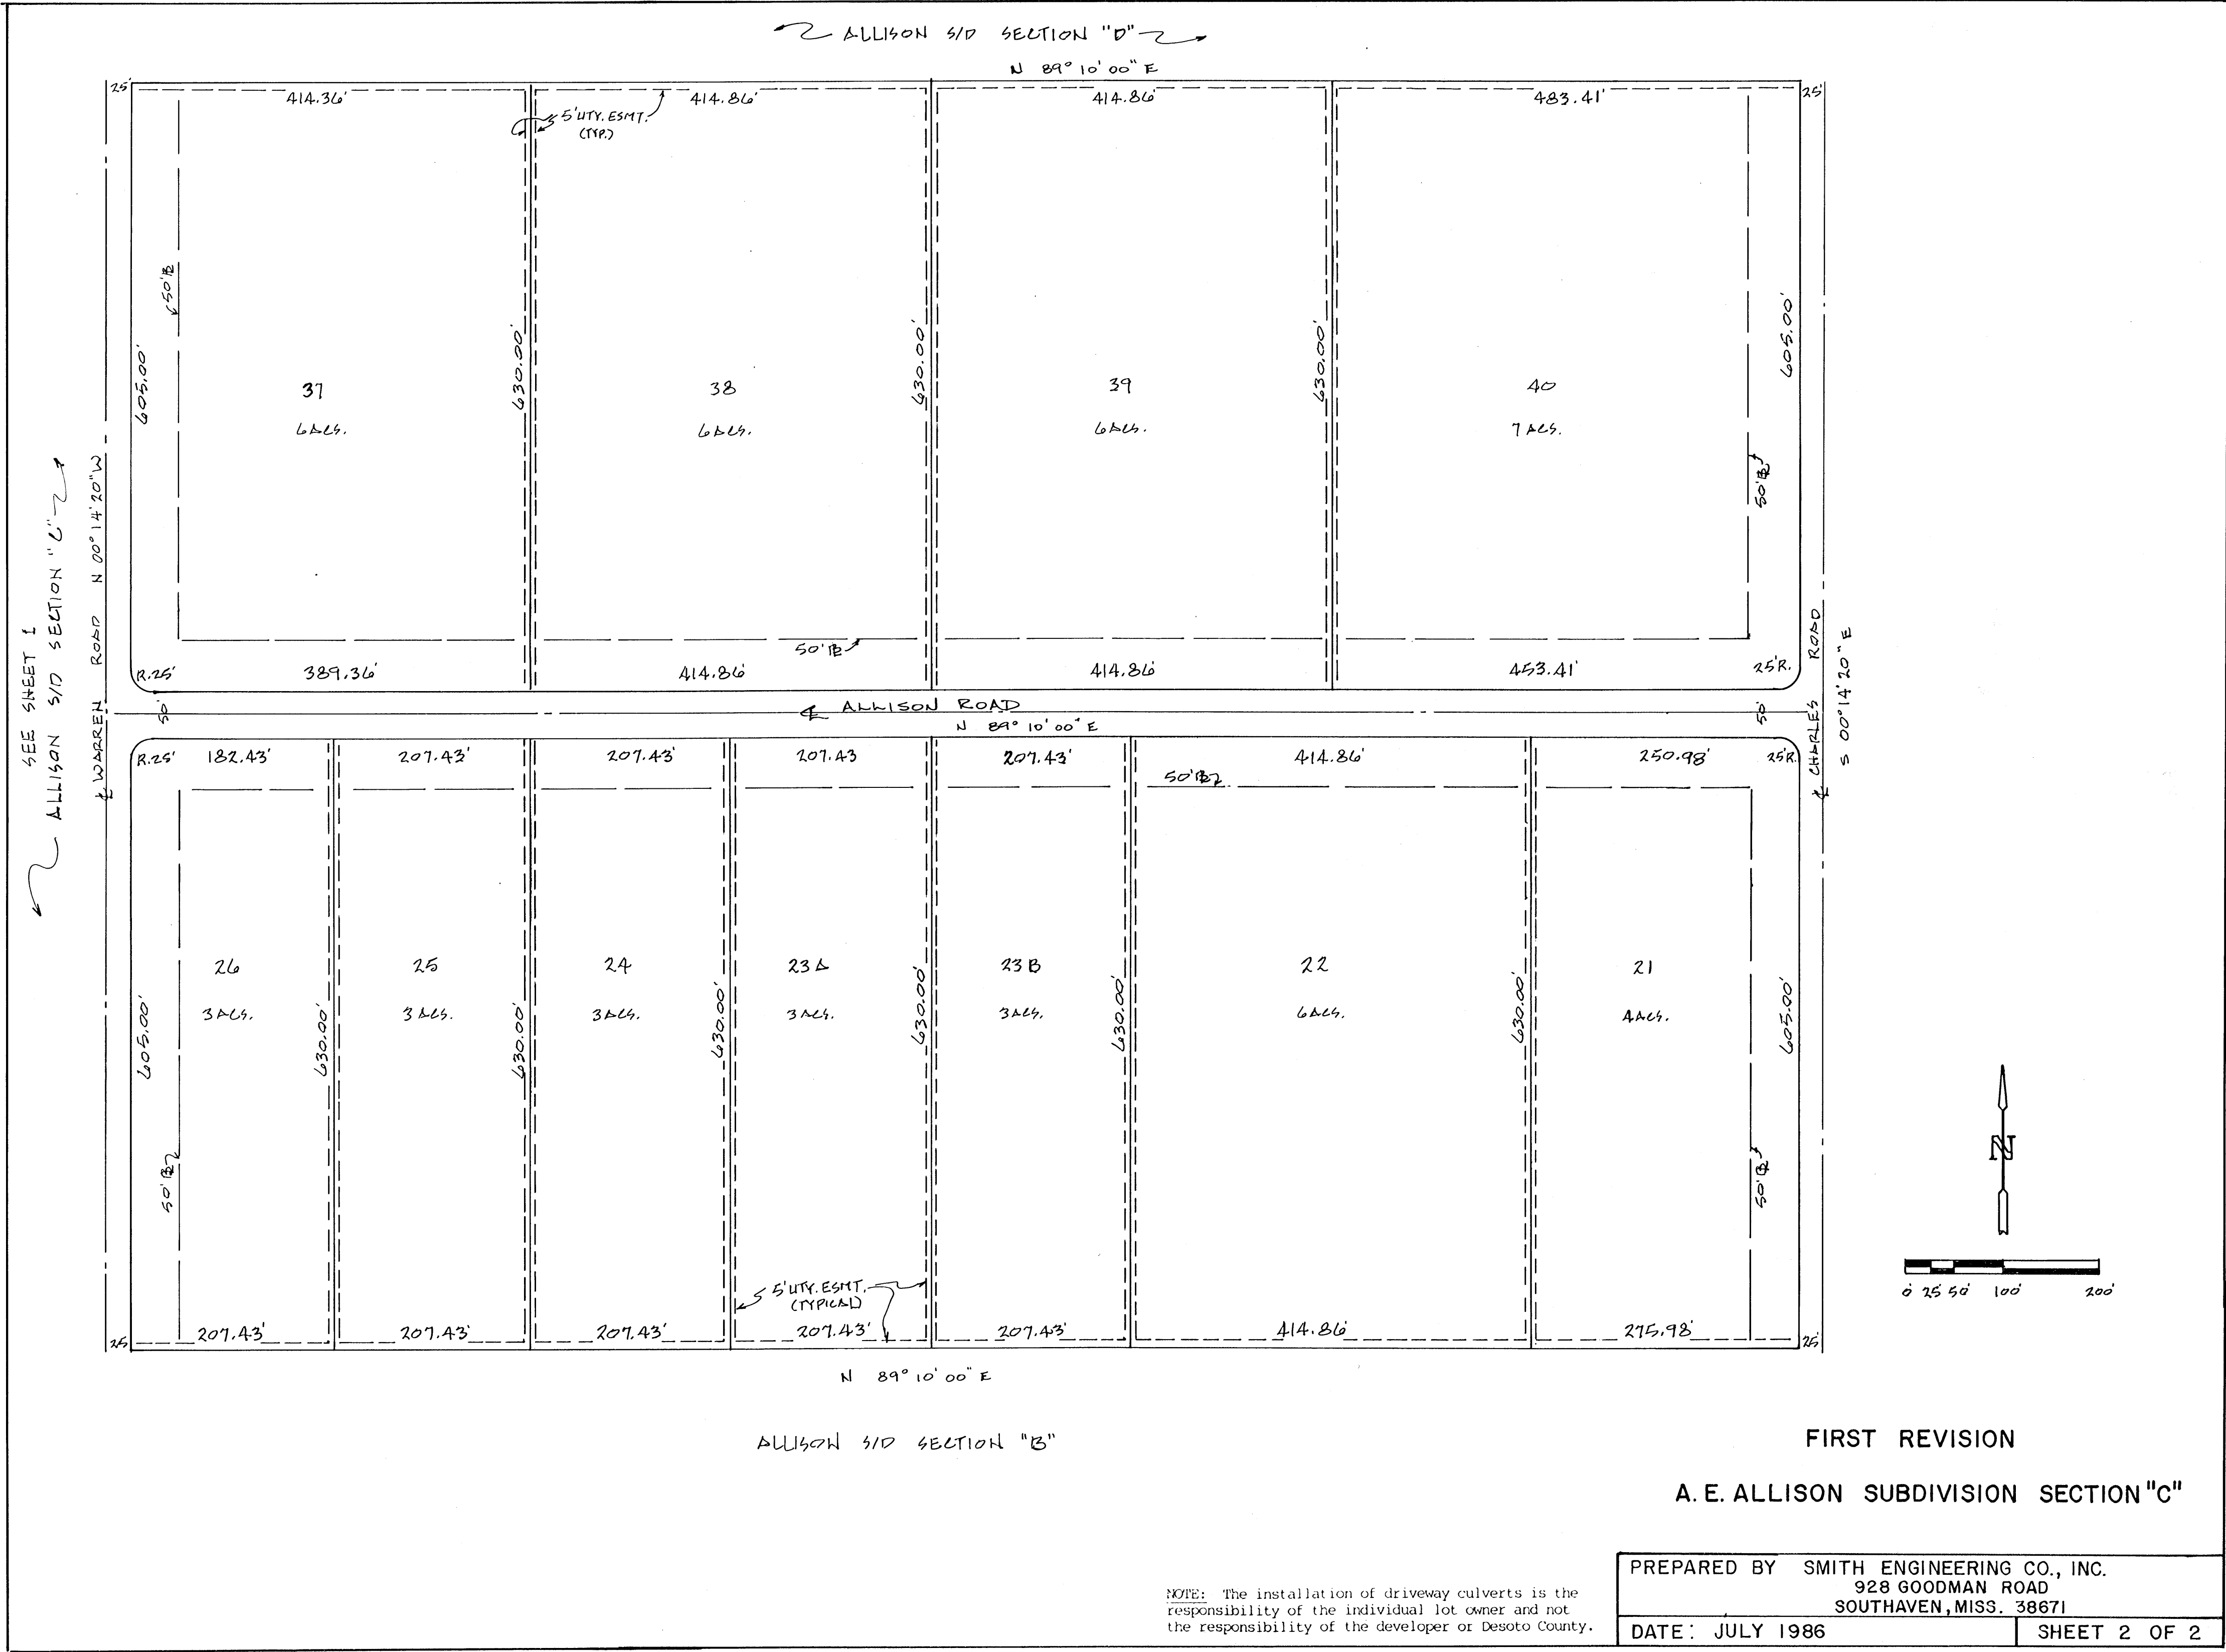 ALLISON S/D SECTION "D"
N 89° 10' 00" E
25'
414.36'
414.86'
414.86'
483.41'
25'
5' UTY. ESMT.
(TYP.)
50' B
605.00'
630.00'
630.00'
630.00'
605.00'
37
6 ACS.
38
6 ACS.
39
6 ACS.
40
7 ACS.
50' B
50' B
R.25'
389.36'
414.86'
414.86'
453.41'
25'R.
SEE SHEET 1
ALLISON S/D SECTION "C"
℄ WARREN ROAD N 00° 14' 20" W
50'
℄ ALLISON ROAD
N 89° 10' 00" E
50'
℄ CHARLES ROAD
S 00° 14' 20" E
R.25'
182.43'
207.43'
207.43'
207.43
207.43'
414.86'
250.98'
25'R.
50' B
26
3 ACS.
25
3 ACS.
24
3 ACS.
23A
3 ACS.
23B
3 ACS.
22
6 ACS.
21
4 ACS.
605.00'
630.00'
630.00'
630.00'
630.00'
630.00'
630.00'
605.00'
50' B
50' B
5' UTY. ESMT.
(TYPICAL)
25'
207.43'
207.43'
207.43'
207.43'
207.43'
414.86'
275.98'
25'
N 89° 10' 00" E
ALLISON S/D SECTION "B"
N
0 25 50' 100' 200'
FIRST REVISION
A. E. ALLISON SUBDIVISION SECTION "C"
NOTE: The installation of driveway culverts is the
responsibility of the individual lot owner and not
the responsibility of the developer or Desoto County.
PREPARED BY SMITH ENGINEERING CO., INC.
928 GOODMAN ROAD
SOUTHAVEN, MISS. 38671
DATE: JULY 1986
SHEET 2 OF 2